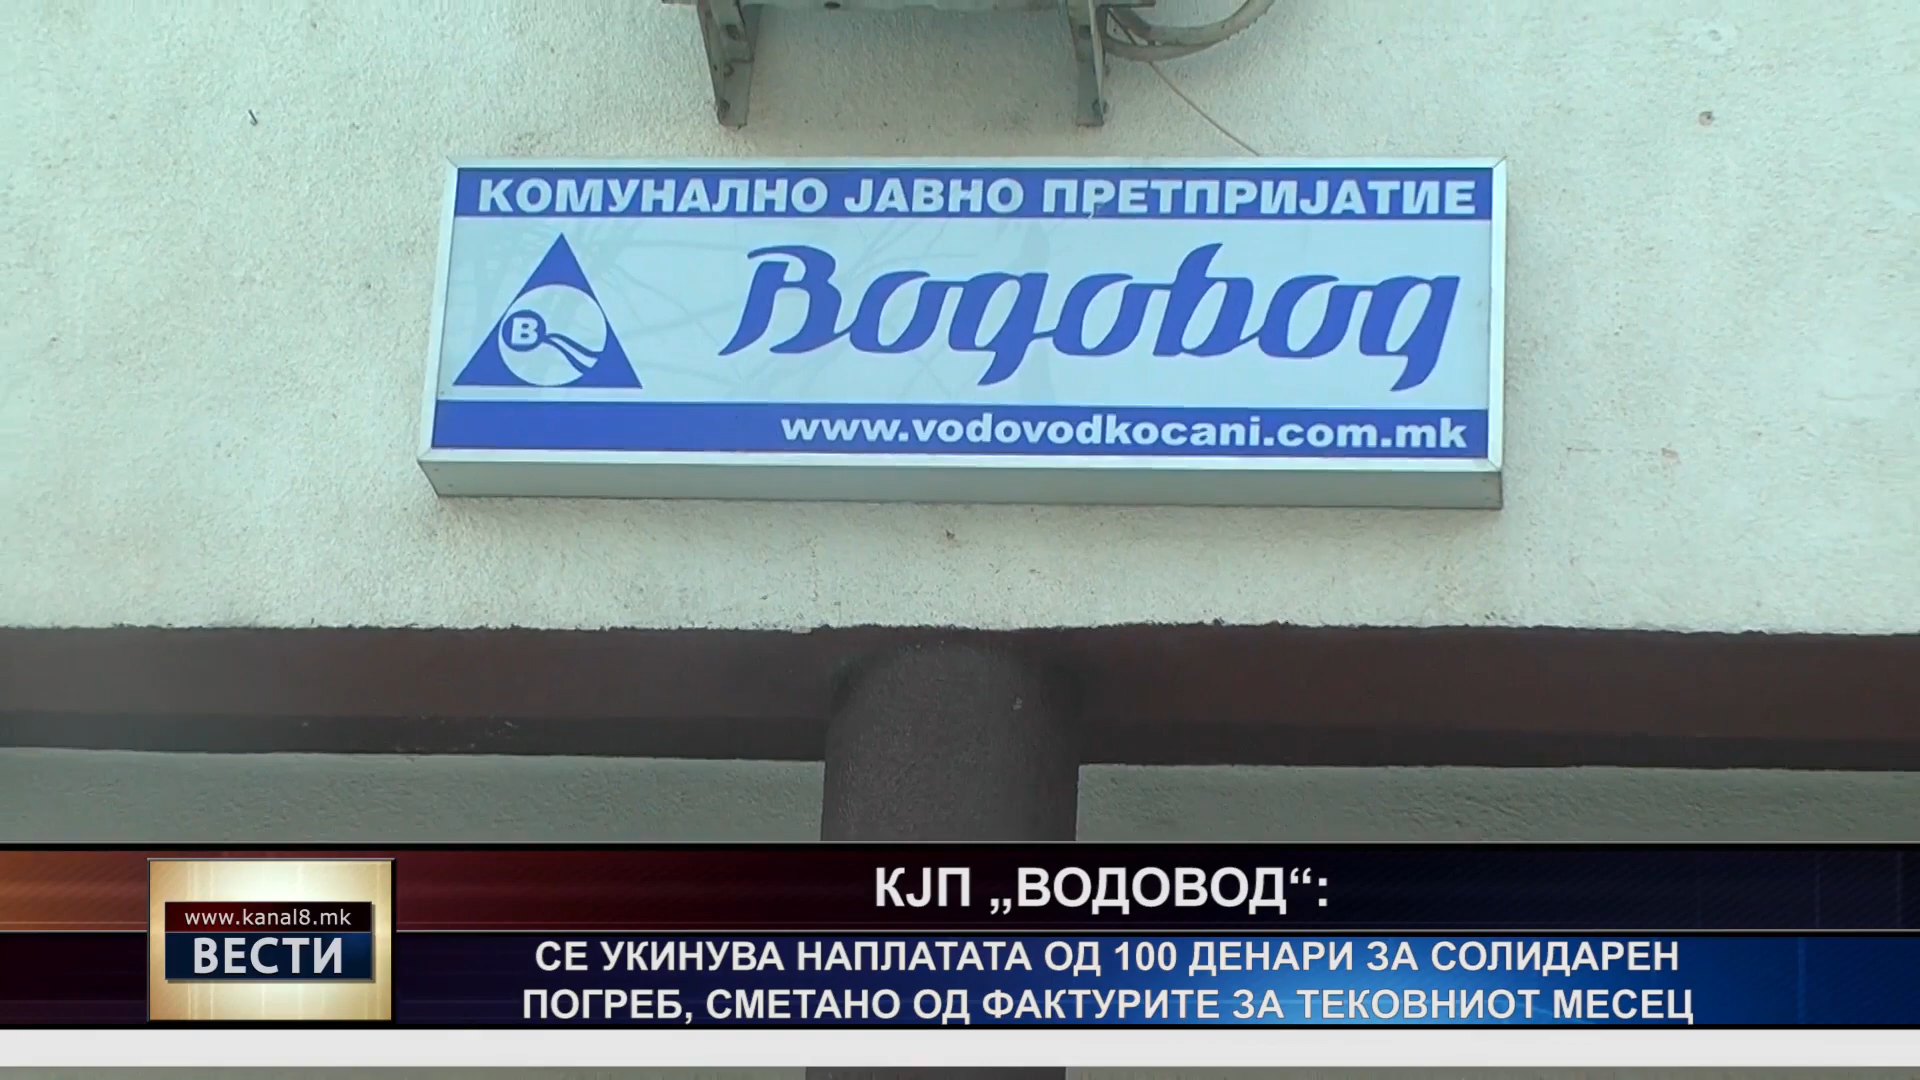 КОМУНАЛНО ЈАВНО ПРЕТПРИЈАТИЕ
В
Водовод
www.vodovodkocani.com.mk
КЈП „ВОДОВОД“:
www.kanal8.mk
ВЕСТИ
СЕ УКИНУВА НАПЛАТАТА ОД 100 ДЕНАРИ ЗА СОЛИДАРЕН
ПОГРЕБ, СМЕТАНО ОД ФАКТУРИТЕ ЗА ТЕКОВНИОТ МЕСЕЦ